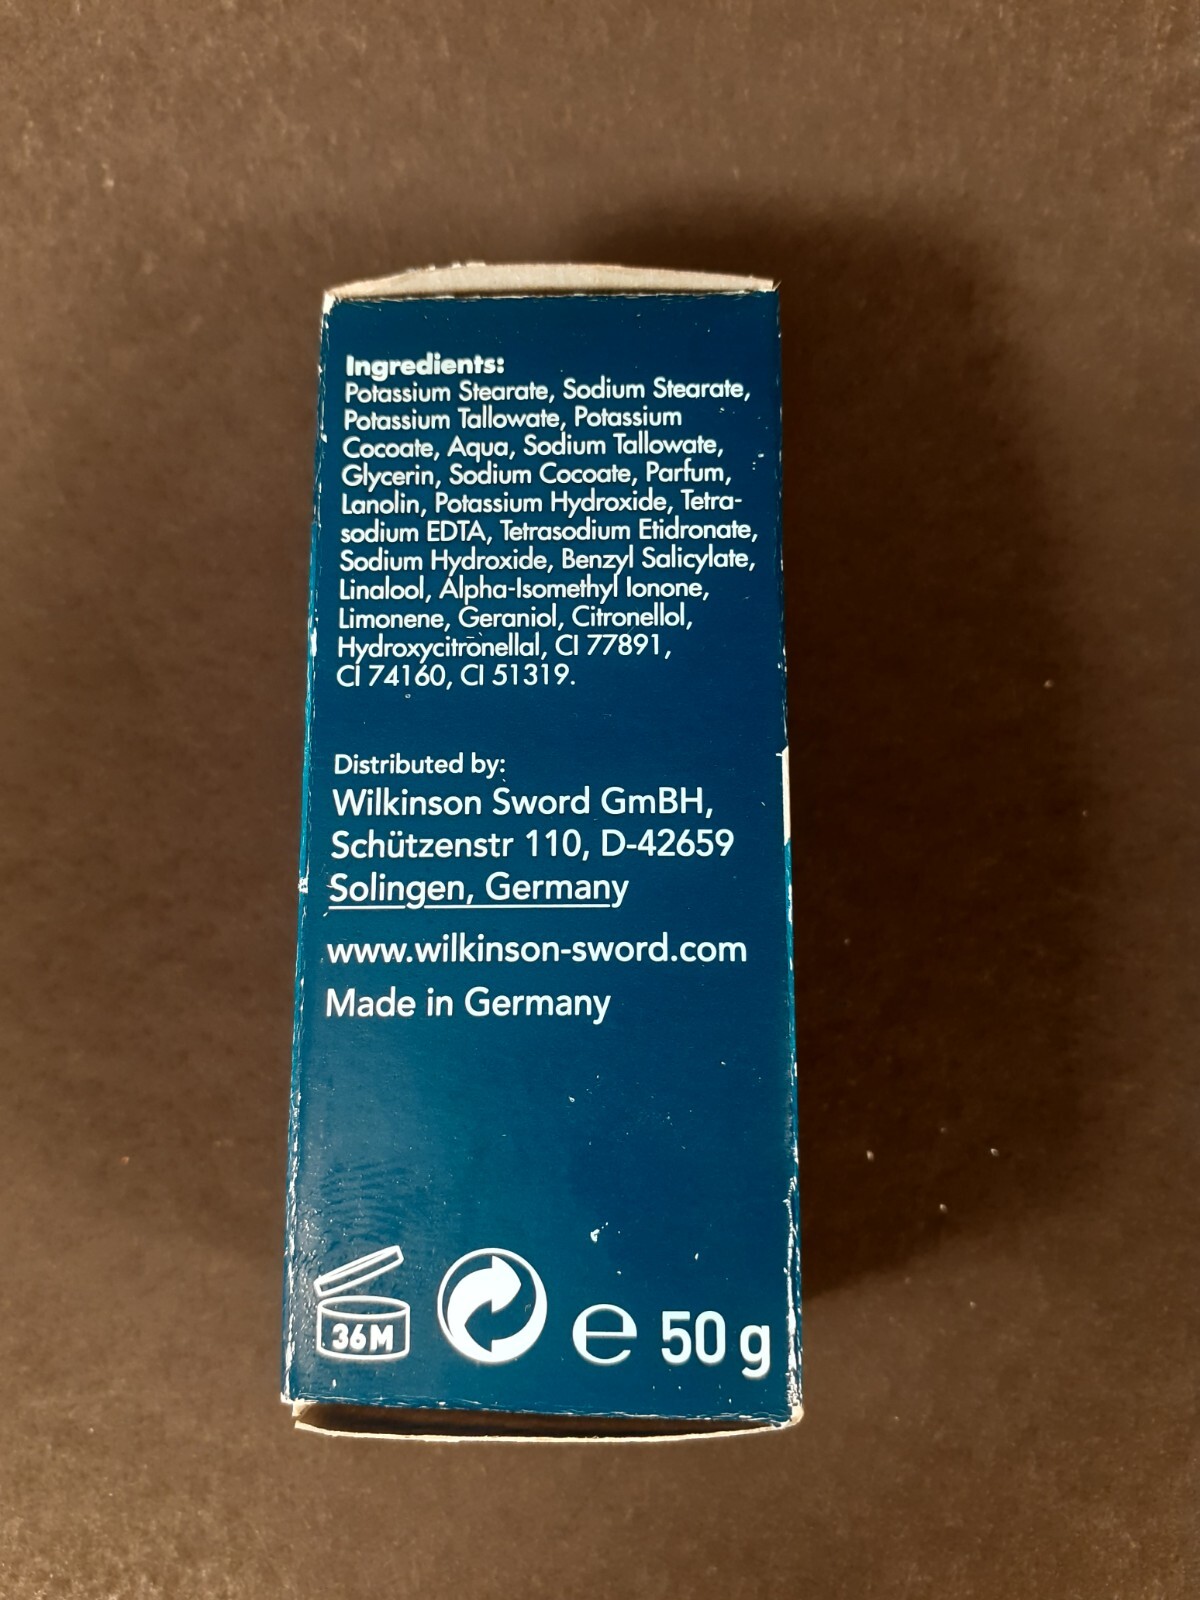 Ingredients:
Potassium Stearate, Sodium Stearate,
Potassium Tallowate, Potassium
Cocoate, Aqua, Sodium Tallowate,
Glycerin, Sodium Cocoate, Parfum,
Lanolin, Potassium Hydroxide, Tetra-
sodium EDTA, Tetrasodium Etidronate,
Sodium Hydroxide, Benzyl Salicylate,
Linalool, Alpha-Isomethyl Ionone,
Limonene, Geraniol, Citronellol,
Hydroxycitronellal, CI 77891,
CI 74160, CI 51319.
Distributed by:
Wilkinson Sword GmBH,
Schützenstr 110, D-42659
Solingen, Germany
www.wilkinson-sword.com
Made in Germany
36M
e 50 g